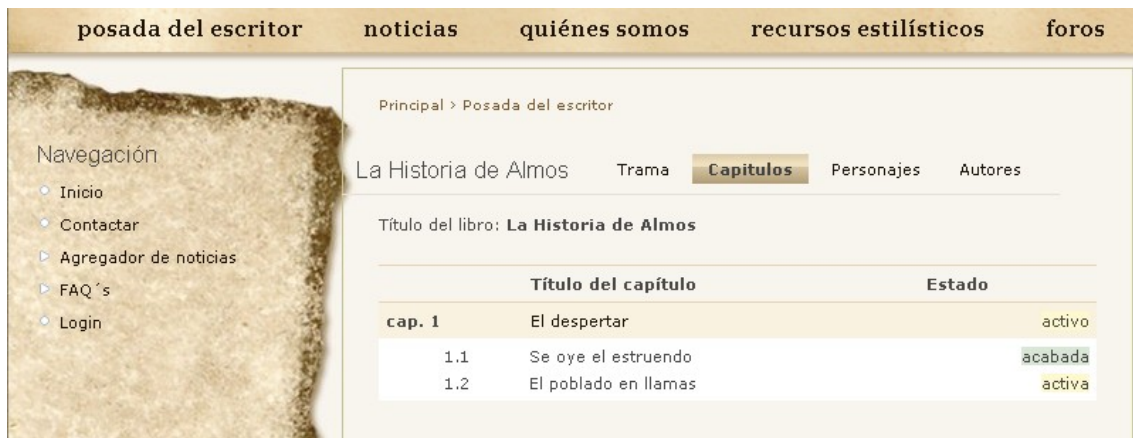 posada del escritor noticias quiénes somos recursos estilísticos foros
Principal > Posada del escritor
Navegación
Inicio
Contactar
Agregador de noticias
FAQ´s
Login
La Historia de Almos Trama Capitulos Personajes Autores
Título del libro: La Historia de Almos
Título del capítulo Estado
cap. 1 El despertar activo
1.1 Se oye el estruendo acabada
1.2 El poblado en llamas activa